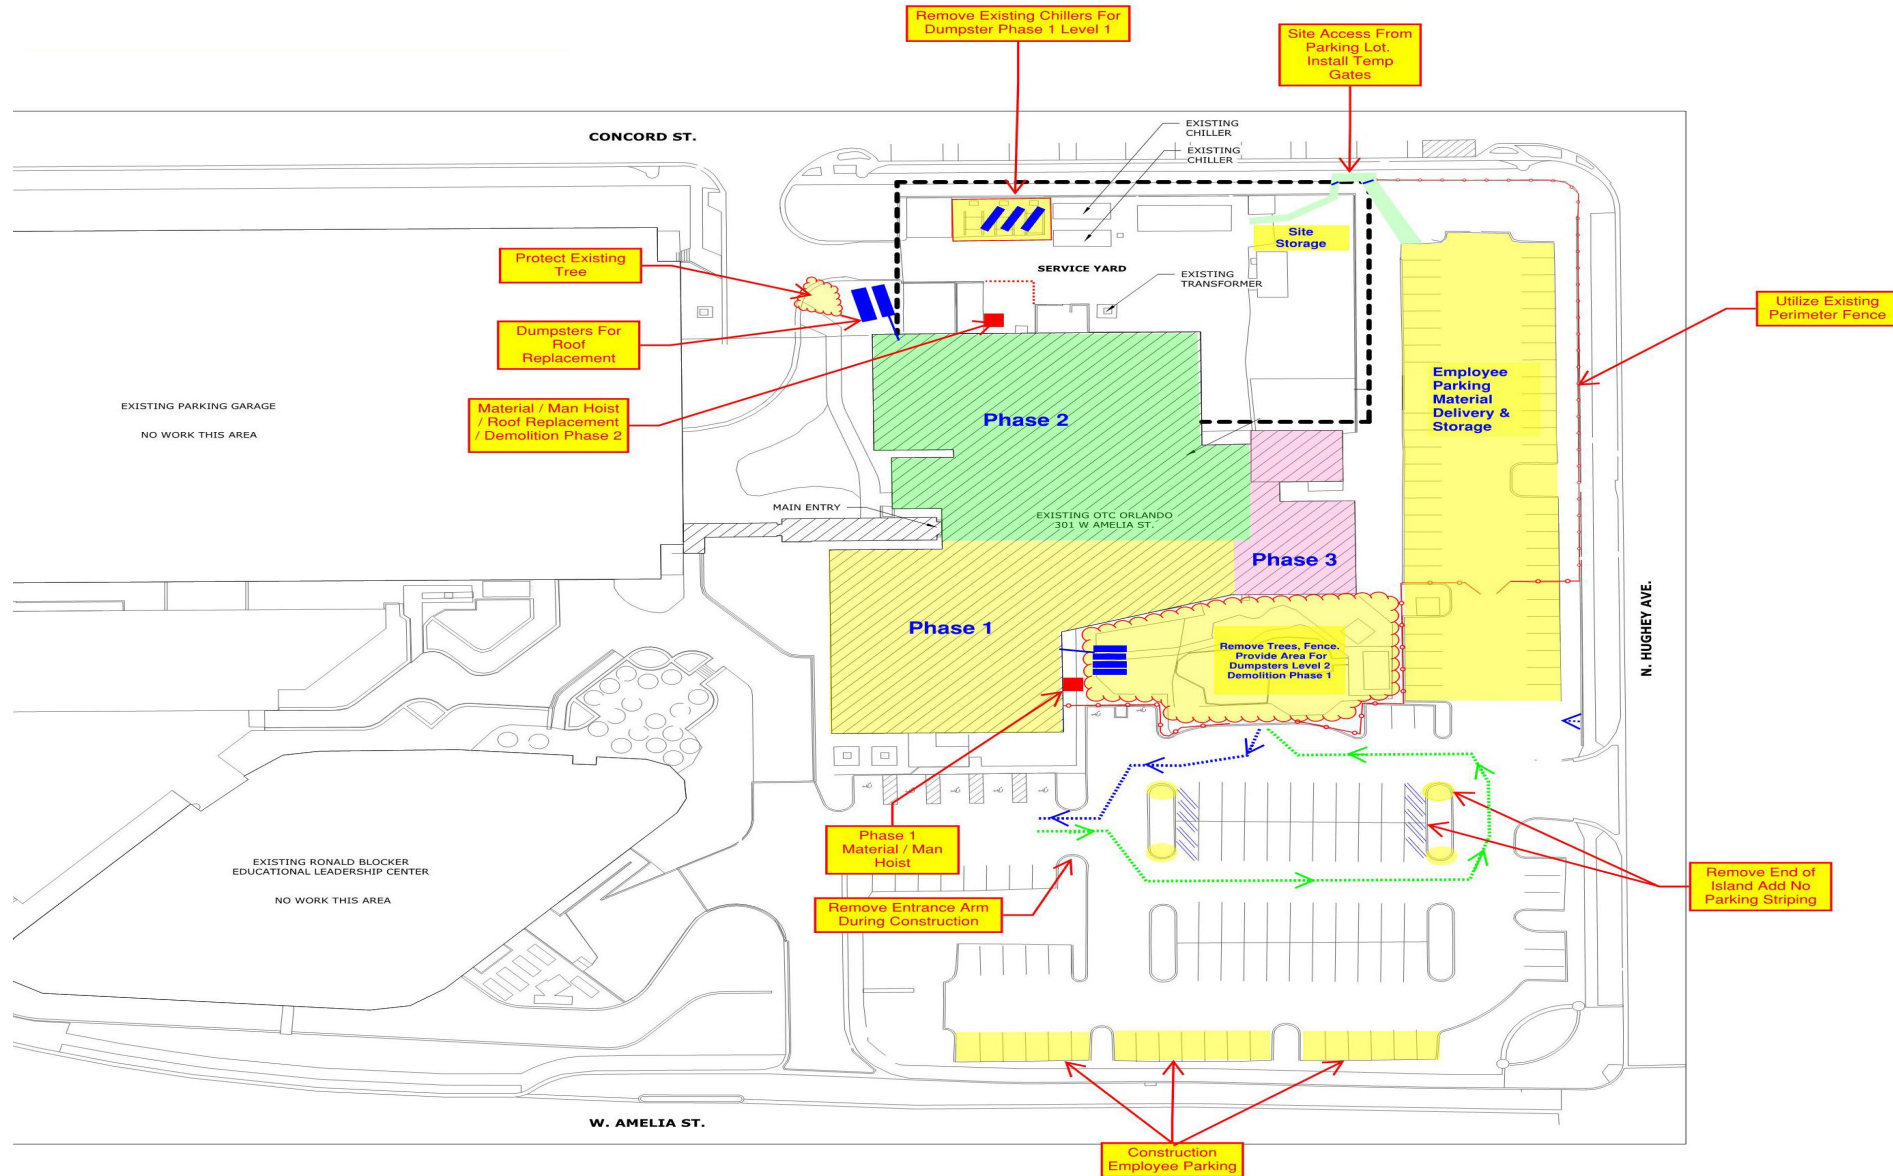 Remove Existing Chillers For
Dumpster Phase 1 Level 1
Site Access From
Parking Lot.
Install Temp
Gates
CONCORD ST.
EXISTING
CHILLER
EXISTING
CHILLER
Site
Storage
Protect Existing
Tree
SERVICE YARD
EXISTING
TRANSFORMER
Utilize Existing
Perimeter Fence
Dumpsters For
Roof
Replacement
Employee
Parking
Material
Delivery &
Storage
EXISTING PARKING GARAGE
NO WORK THIS AREA
Material / Man Hoist
/ Roof Replacement
/ Demolition Phase 2
Phase 2
MAIN ENTRY
EXISTING OTC ORLANDO
301 W AMELIA ST.
Phase 3
N. HUGHEY AVE.
Phase 1
Remove Trees, Fence.
Provide Area For
Dumpsters Level 2
Demolition Phase 1
Phase 1
Material / Man
Hoist
EXISTING RONALD BLOCKER
EDUCATIONAL LEADERSHIP CENTER
NO WORK THIS AREA
Remove End of
Island Add No
Parking Striping
Remove Entrance Arm
During Construction
W. AMELIA ST.
Construction
Employee Parking